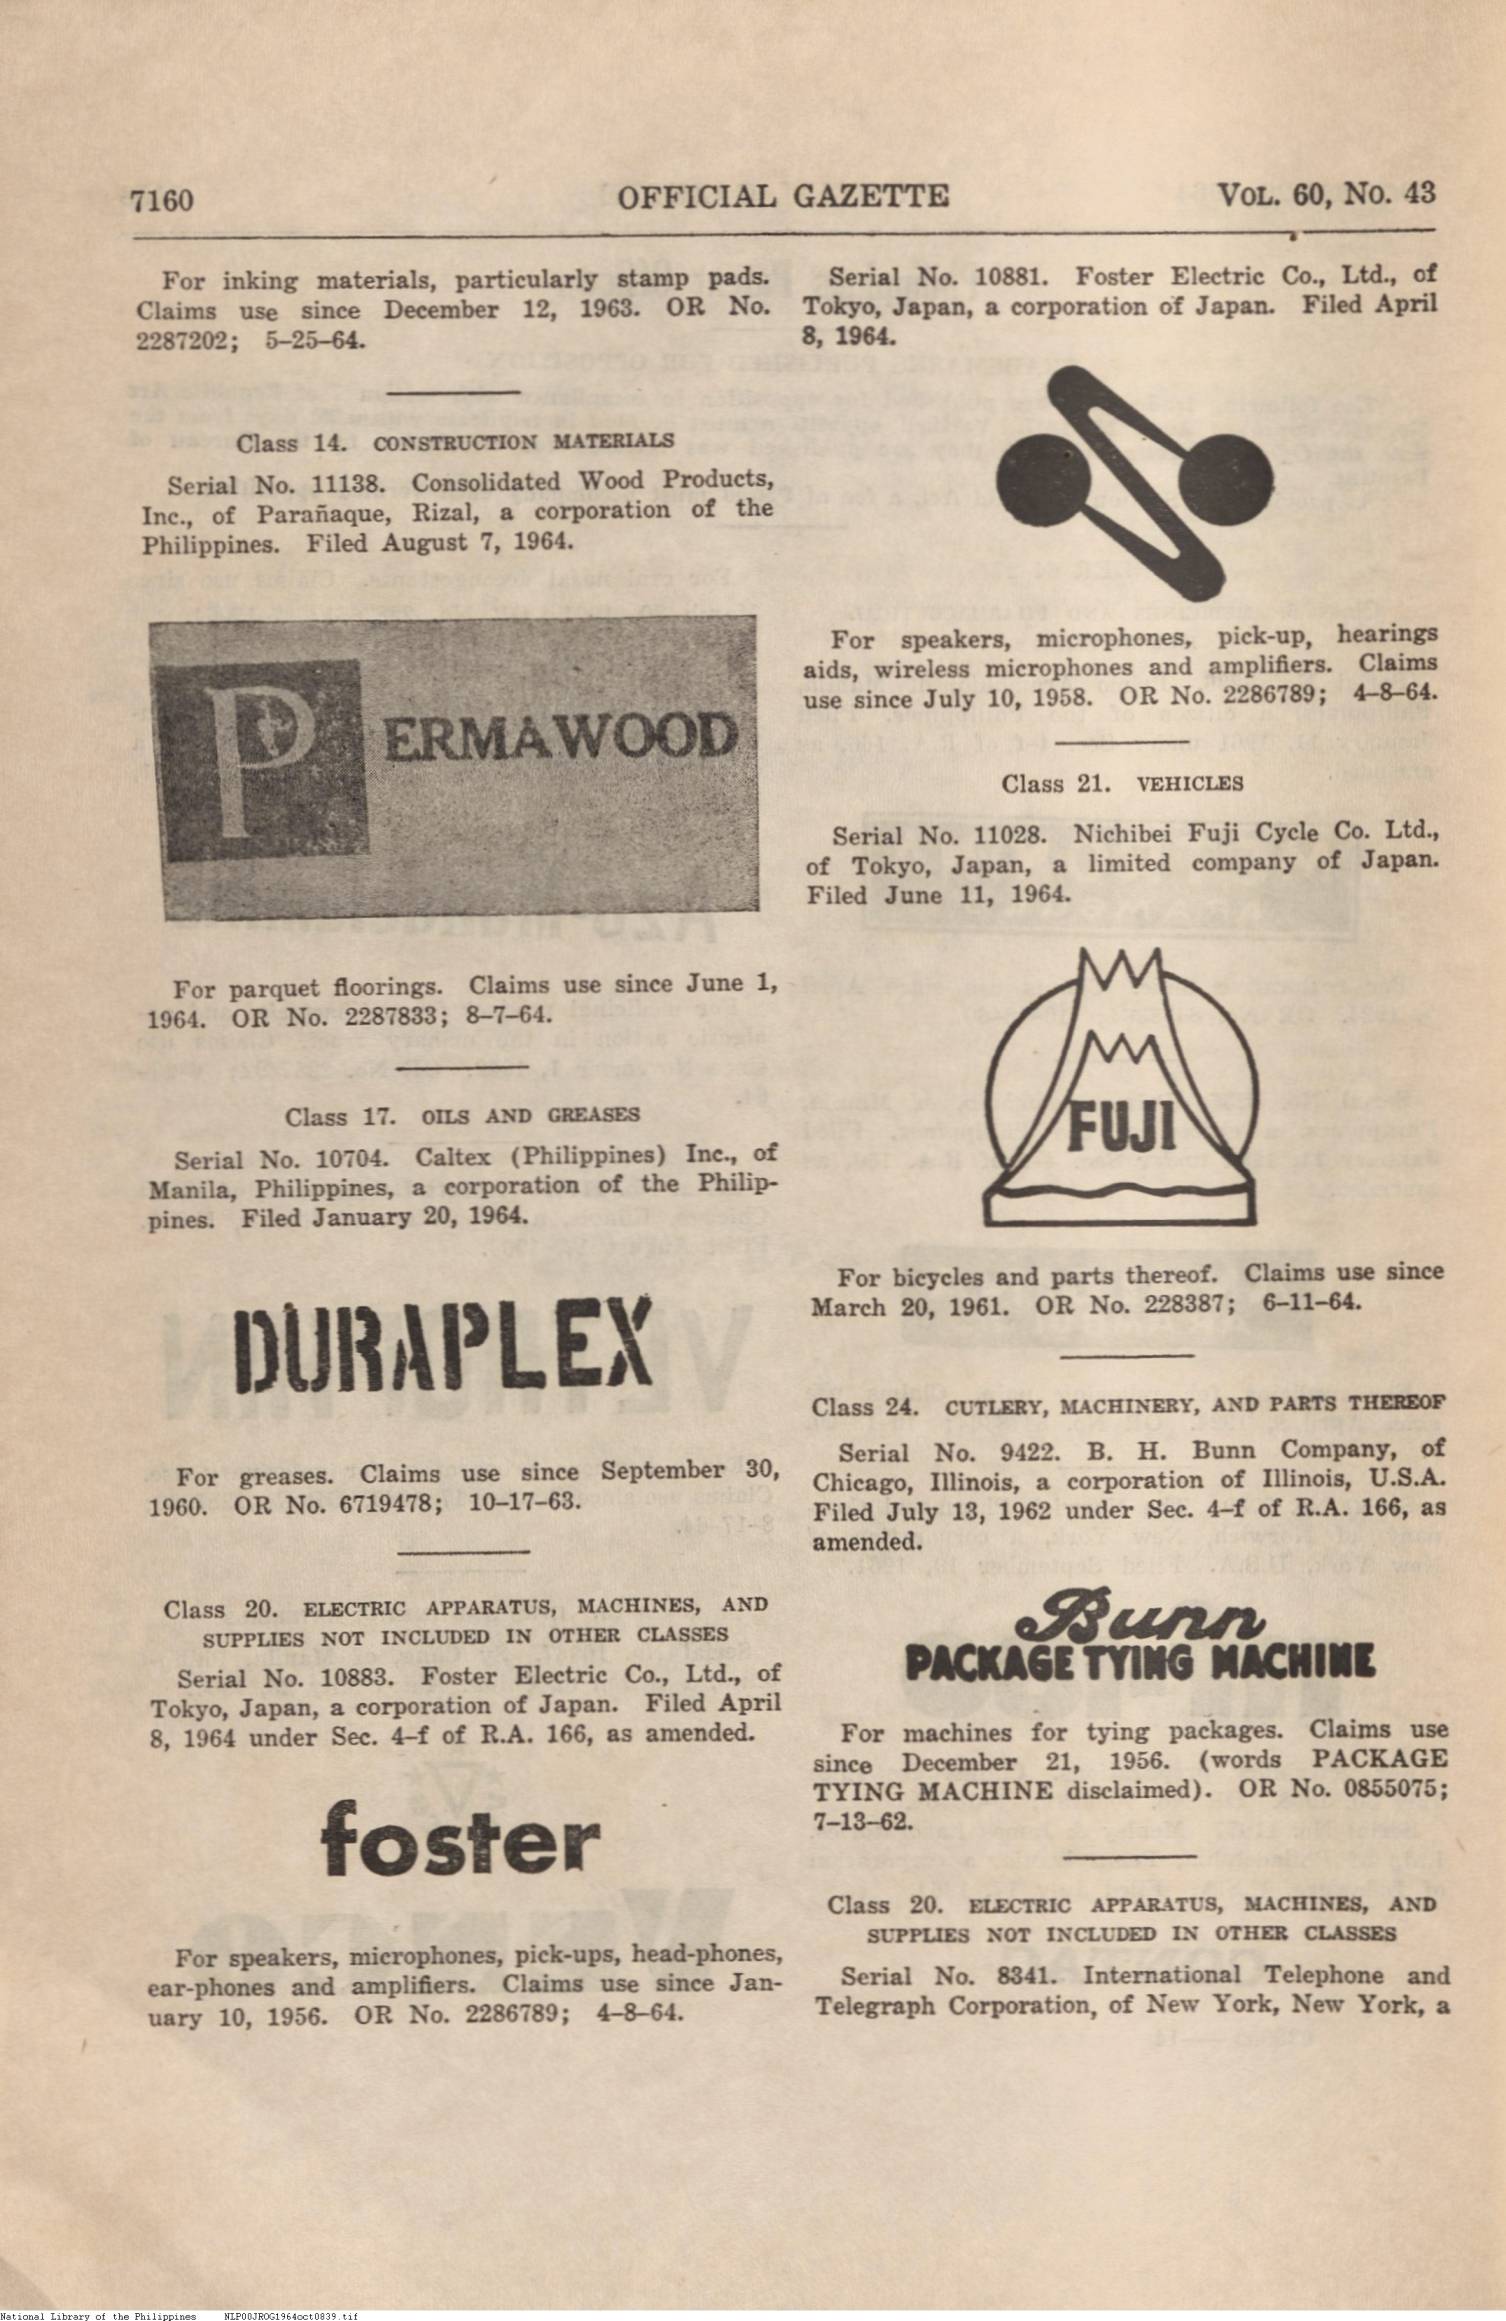 7160
OFFICIAL GAZETTE
VOL. 60, NO. 43
For inking materials, particularly stamp pads.
Claims use since December 12, 1963. OR No.
2287202; 5–25–64.
Class 14. CONSTRUCTION MATERIALS
Serial No. 11138. Consolidated Wood Products,
Inc., of Parañaque, Rizal, a corporation of the
Philippines. Filed August 7, 1964.
PERMAWOOD
For parquet floorings. Claims use since June 1,
1964. OR No. 2287833; 8–7–64.
Class 17. OILS AND GREASES
Serial No. 10704. Caltex (Philippines) Inc., of
Manila, Philippines, a corporation of the Philip-
pines. Filed January 20, 1964.
DURAPLEX
For greases. Claims use since September 30,
1960. OR No. 6719478; 10–17–63.
Class 20. ELECTRIC APPARATUS, MACHINES, AND
SUPPLIES NOT INCLUDED IN OTHER CLASSES
Serial No. 10883. Foster Electric Co., Ltd., of
Tokyo, Japan, a corporation of Japan. Filed April
8, 1964 under Sec. 4–f of R.A. 166, as amended.
foster
For speakers, microphones, pick-ups, head-phones,
ear-phones and amplifiers. Claims use since Jan-
uary 10, 1956. OR No. 2286789; 4–8–64.
Serial No. 10881. Foster Electric Co., Ltd., of
Tokyo, Japan, a corporation of Japan. Filed April
8, 1964.
For speakers, microphones, pick-up, hearings
aids, wireless microphones and amplifiers. Claims
use since July 10, 1958. OR No. 2286789; 4–8–64.
Class 21. VEHICLES
Serial No. 11028. Nichibei Fuji Cycle Co. Ltd.,
of Tokyo, Japan, a limited company of Japan.
Filed June 11, 1964.
FUJI
For bicycles and parts thereof. Claims use since
March 20, 1961. OR No. 228387; 6–11–64.
Class 24. CUTLERY, MACHINERY, AND PARTS THEREOF
Serial No. 9422. B. H. Bunn Company, of
Chicago, Illinois, a corporation of Illinois, U.S.A.
Filed July 13, 1962 under Sec. 4–f of R.A. 166, as
amended.
Bunn
PACKAGE TYING MACHINE
For machines for tying packages. Claims use
since December 21, 1956. (words PACKAGE
TYING MACHINE disclaimed). OR No. 0855075;
7–13–62.
Class 20. ELECTRIC APPARATUS, MACHINES, AND
SUPPLIES NOT INCLUDED IN OTHER CLASSES
Serial No. 8341. International Telephone and
Telegraph Corporation, of New York, New York, a
National Library of the Philippines NLP00JROG1964oct0839.tif